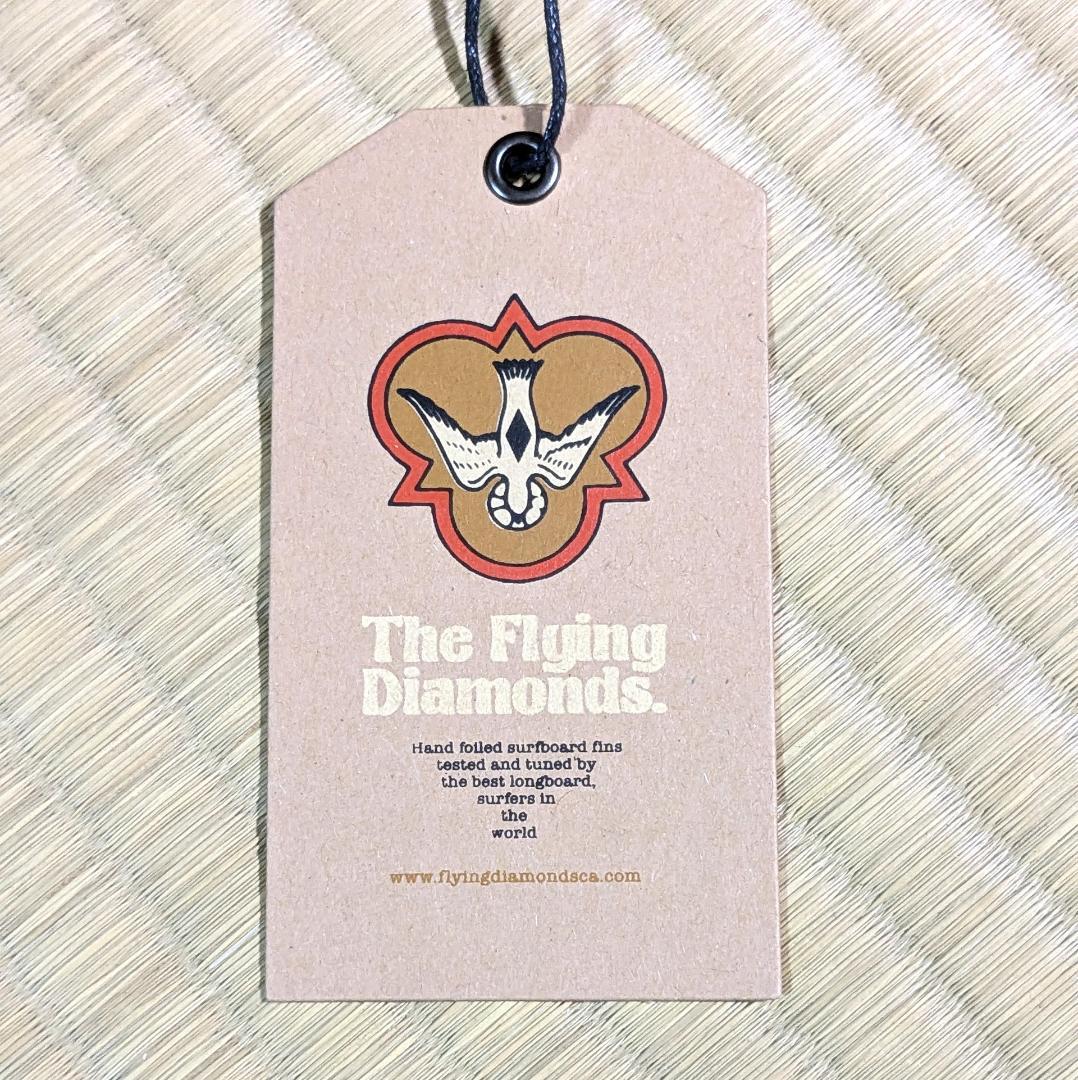 The Flying
Diamonds.
Hand foiled surfboard fins
tested and tuned by
the best longboard,
surfers in
the
world
www.flyingdiamondsca.com